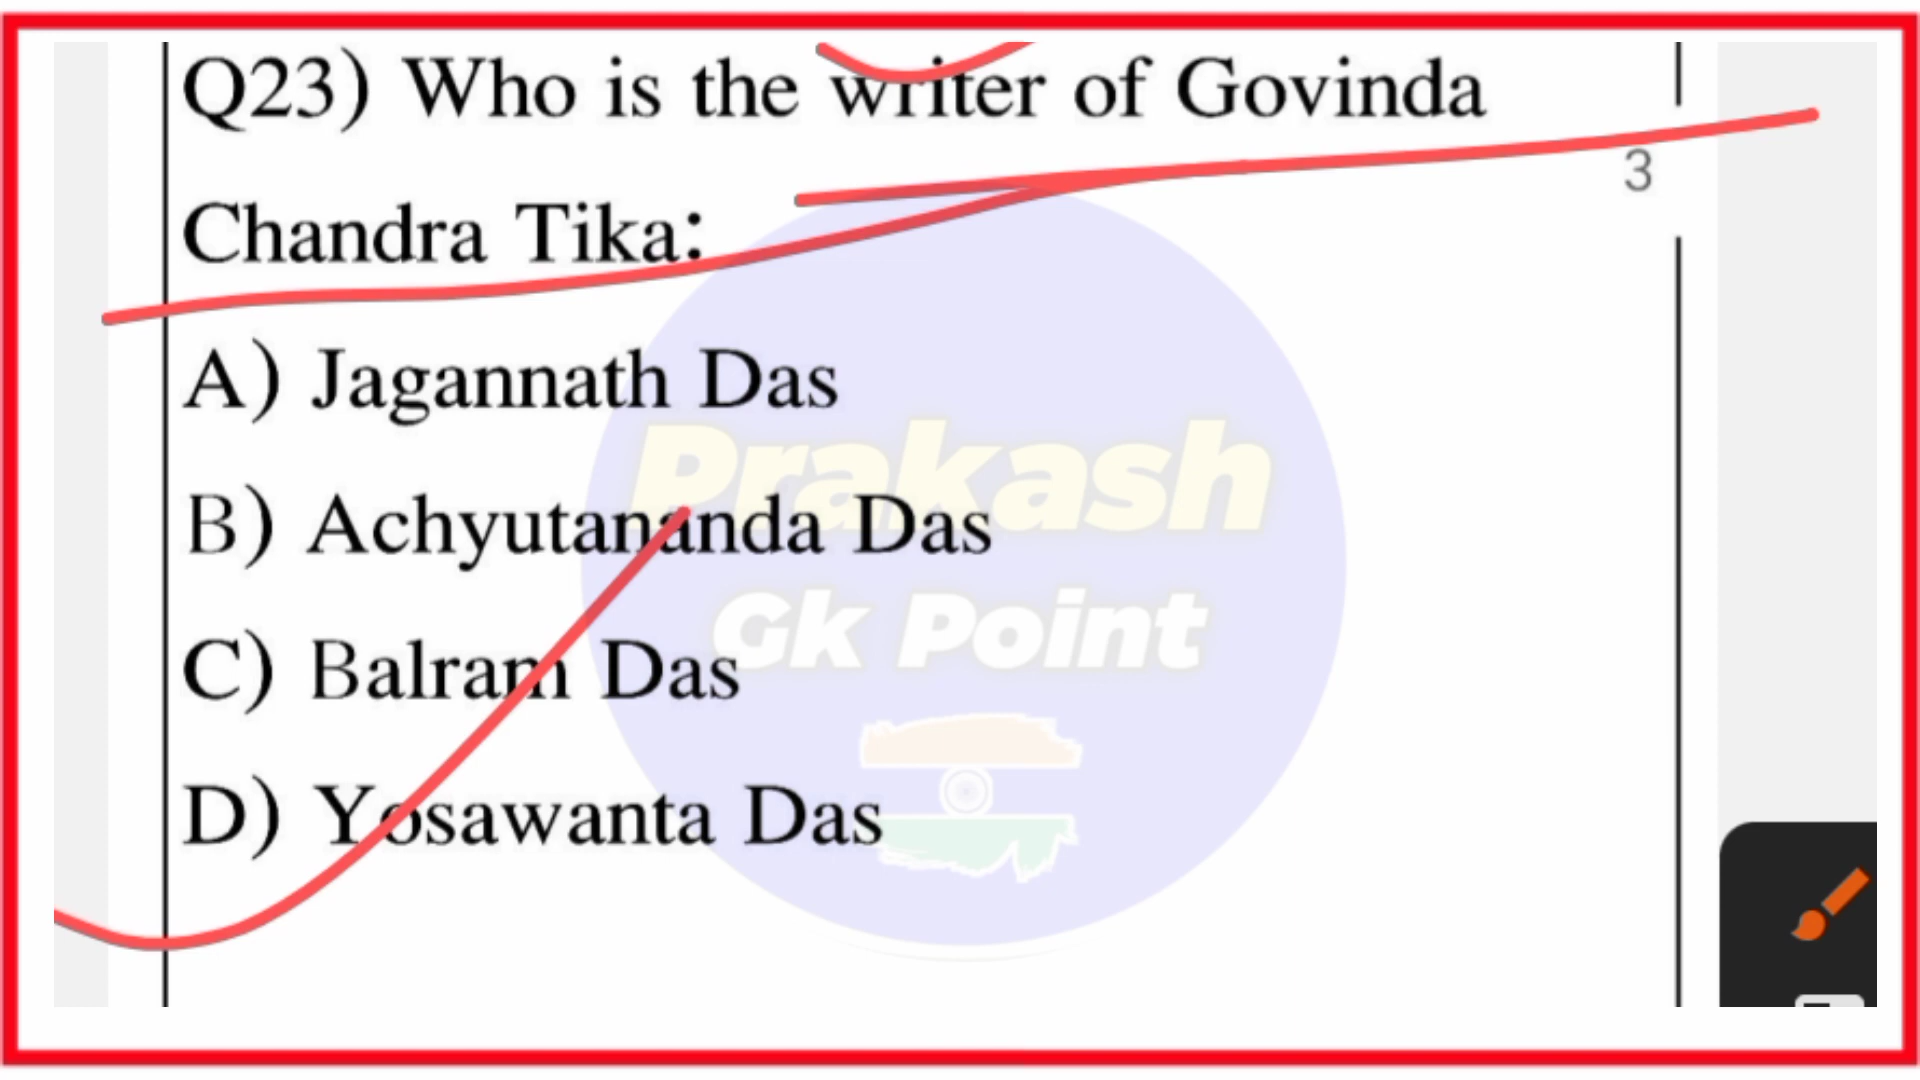 Q23) Who is the writer of Govinda
3
Chandra Tika:
A) Jagannath Das
B) Achyutananda Das
C) Balram Das
D) Yosawanta Das
Prakash
Gk Point